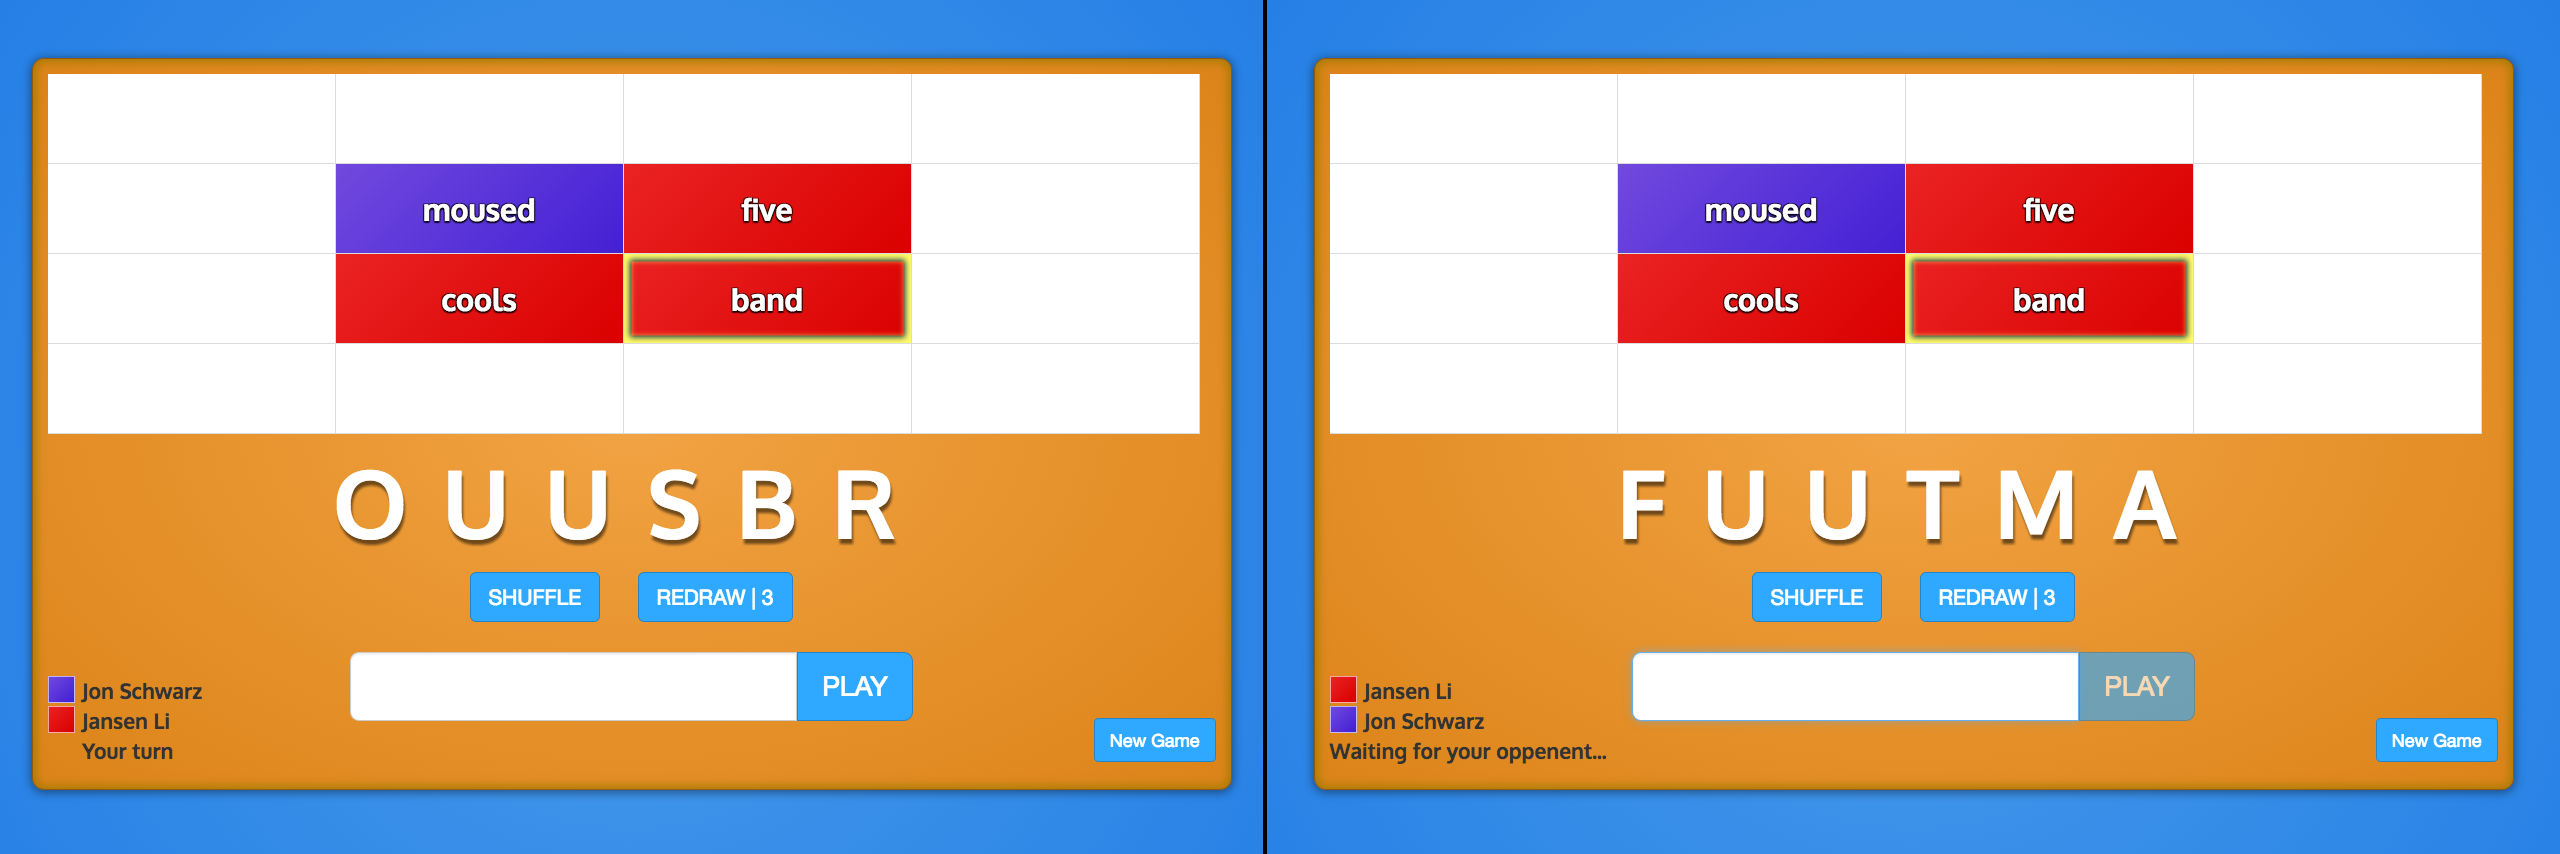 moused five
cools band
O U U S B R
SHUFFLE REDRAW | 3
PLAY
Jon Schwarz
Jansen Li
Your turn
New Game
moused five
cools band
F U U T M A
SHUFFLE REDRAW | 3
PLAY
Jansen Li
Jon Schwarz
Waiting for your oppenent...
New Game